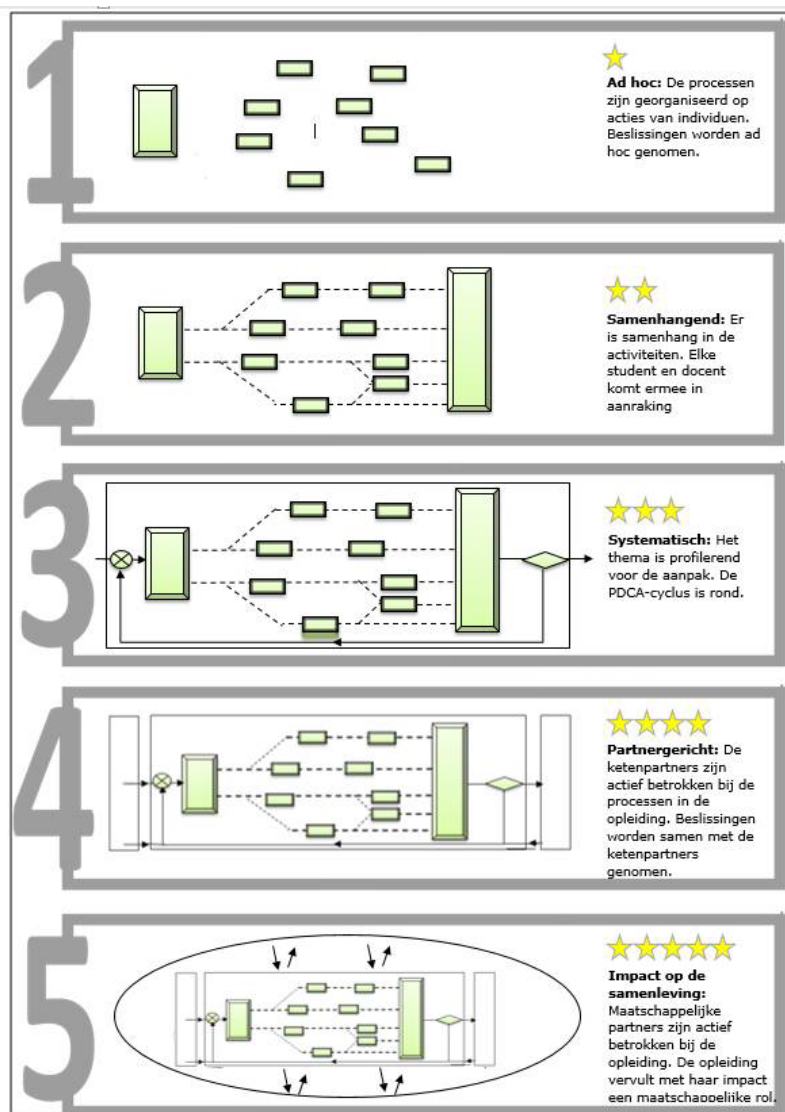 1
Ad hoc: De processen
zijn georganiseerd op
acties van individuen.
Beslissingen worden ad
hoc genomen.
2
Samenhangend: Er
is samenhang in de
activiteiten. Elke
student en docent
komt ermee in
aanraking
3
Systematisch: Het
thema is profilerend
voor de aanpak. De
PDCA-cyclus is rond.
4
Partnergericht: De
ketenpartners zijn
actief betrokken bij de
processen in de
opleiding. Beslissingen
worden samen met de
ketenpartners
genomen.
5
Impact op de
samenleving:
Maatschappelijke
partners zijn actief
betrokken bij de
opleiding. De opleiding
vervult met haar impact
een maatschappelijke rol.